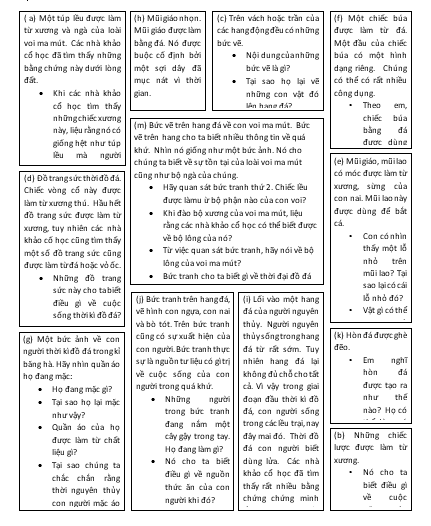 ( a) Một túp lều được làm
từ xương và ngà của loài
voi ma mút. Các nhà khảo
cổ học đã tìm thấy những
bằng chứng này dưới lòng
đất.
• Khi các nhà khảo
cổ học tìm thấy
những chiếc xương
này, liệu rằng nó có
giống hệt như túp
lều mà người
(h) Mũi giáo nhọn.
Mũi giáo được làm
bằng đá. Nó được
buộc cố định bởi
một sợi dây đã
mục nát vì thời
gian.
(c) Trên vách hoặc trần của
các hang động đều có những
bức vẽ.
• Nội dung của những
bức vẽ là gì?
• Tại sao họ lại vẽ
những con vật đó
lên hang đá?
(f) Một chiếc búa
được làm từ đá.
Một đầu của chiếc
búa có một hình
dạng riêng. Chúng
có thể có rất nhiều
công dụng.
• Theo em,
chiếc búa
bằng đá
được dùng
(m) Bức vẽ trên hang đá về con voi ma mút. Bức
vẽ trên hang cho ta biết nhiều thông tin về quá
khứ. Nhìn nó giống như một bức ảnh. Nó cho
chúng ta biết về sự tồn tại của loài voi ma mút
cũng như bộ ngà của chúng.
• Hãy quan sát bức tranh thứ 2. Chiếc lều
được làm từ bộ phận nào của con voi?
• Khi đào bộ xương của voi ma mút, liệu
rằng các nhà khảo cổ học có thể biết được
về bộ lông của nó?
• Từ việc quan sát bức tranh, hãy nói về bộ
lông của voi ma mút?
• Bức tranh cho ta biết gì về thời đại đồ đá
(d) Đồ trang sức thời đồ đá.
Chiếc vòng cổ này được
làm từ xương thú. Hầu hết
đồ trang sức được làm từ
xương, tuy nhiên các nhà
khảo cổ học cũng tìm thấy
một số đồ trang sức cũng
được làm từ đá hoặc vỏ ốc.
• Những đồ trang
sức này cho ta biết
điều gì về cuộc
sống thời kì đồ đá?
(e) Mũi giáo, mũi lao
có móc được làm từ
xương, sừng của
con nai. Mũi lao này
được dùng để bắt
cá.
• Con có nhìn
thấy một lỗ
nhỏ trên
mũi lao? Tại
sao lại có cái
lỗ nhỏ đó?
• Vật gì có thể
(g) Một bức ảnh về con
người thời kì đồ đá trong kỉ
băng hà. Hãy nhìn quần áo
họ đang mặc:
• Họ đang mặc gì?
• Tại sao họ lại mặc
như vậy?
• Quần áo của họ
được làm từ chất
liệu gì?
• Tại sao chúng ta
chắc chắn rằng
thời nguyên thủy
con người mặc áo
(j) Bức tranh trên hang đá,
vẽ hình con ngựa, con nai
và bò tót. Trên bức tranh
cũng có sự xuất hiện của
con người. Bức tranh thực
sự là nguồn tư liệu có giá trị
về cuộc sống của con
người trong quá khứ.
• Những người
trong bức tranh
đang nắm một
cây gậy trong tay.
Họ đang làm gì?
• Nó cho ta biết
điều gì về nguồn
thức ăn của con
người khi đó?
(i) Lối vào một hang
đá của người nguyên
thủy. Người nguyên
thủy sống trong hang
đá từ rất sớm. Tuy
nhiên hang đá lại
không đủ chỗ cho tất
cả. Vì vậy trong giai
đoạn đầu thời kì đồ
đá, con người sống
trong các lều trại, nay
đây mai đó. Thời đồ
đá con người biết
dùng lửa. Các nhà
khảo cổ học đã tìm
thấy rất nhiều bằng
chứng chứng minh
(k) Hòn đá được ghè
đẽo.
• Em nghĩ
hòn đá
được tạo ra
như thế
nào? Họ có
(b) Những chiếc
lược được làm từ
xương.
• Nó cho ta
biết điều gì
về cuộc